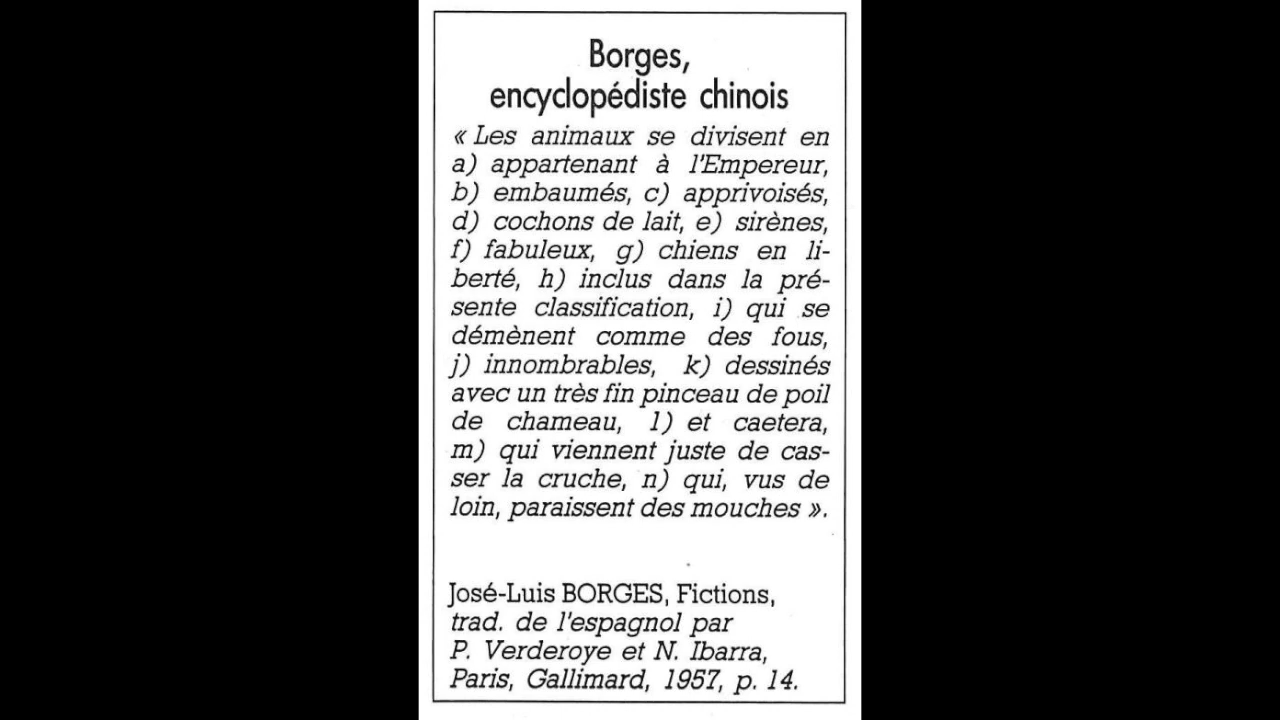 Borges,
encyclopédiste chinois
« Les animaux se divisent en
a) appartenant à l'Empereur,
b) embaumés, c) apprivoisés,
d) cochons de lait, e) sirènes,
f) fabuleux, g) chiens en li-
berté, h) inclus dans la pré-
sente classification, i) qui se
démènent comme des fous,
j) innombrables, k) dessinés
avec un très fin pinceau de poil
de chameau, l) et caetera,
m) qui viennent juste de cas-
ser la cruche, n) qui, vus de
loin, paraissent des mouches ».
José-Luis BORGES, Fictions,
trad. de l'espagnol par
P. Verderoye et N. Ibarra,
Paris, Gallimard, 1957, p. 14.